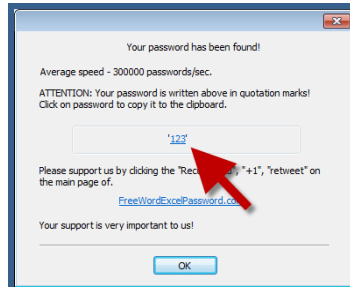 Your password has been found!
Average speed - 300000 passwords/sec.
ATTENTION: Your password is written above in quotation marks!
Click on password to copy it to the clipboard.
'123'
Please support us by clicking the "Rec "+1", "retweet" on
the main page of.
FreeWordExcelPassword.co
Your support is very important to us!
OK